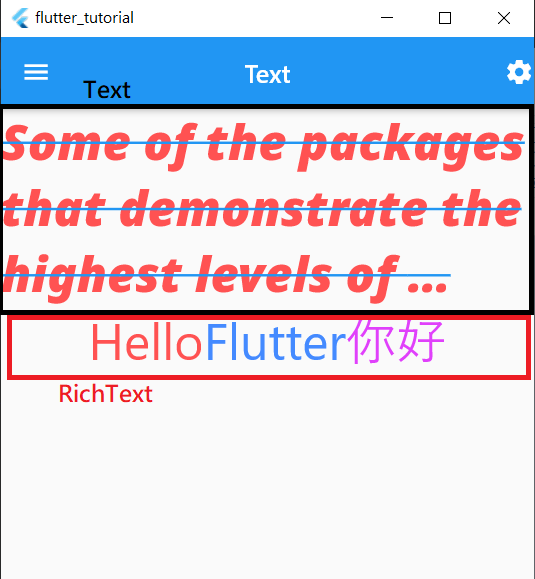 flutter_tutorial
Text
Text
Some of the packages
that demonstrate the
highest levels of ...
HelloFlutter你好
RichText